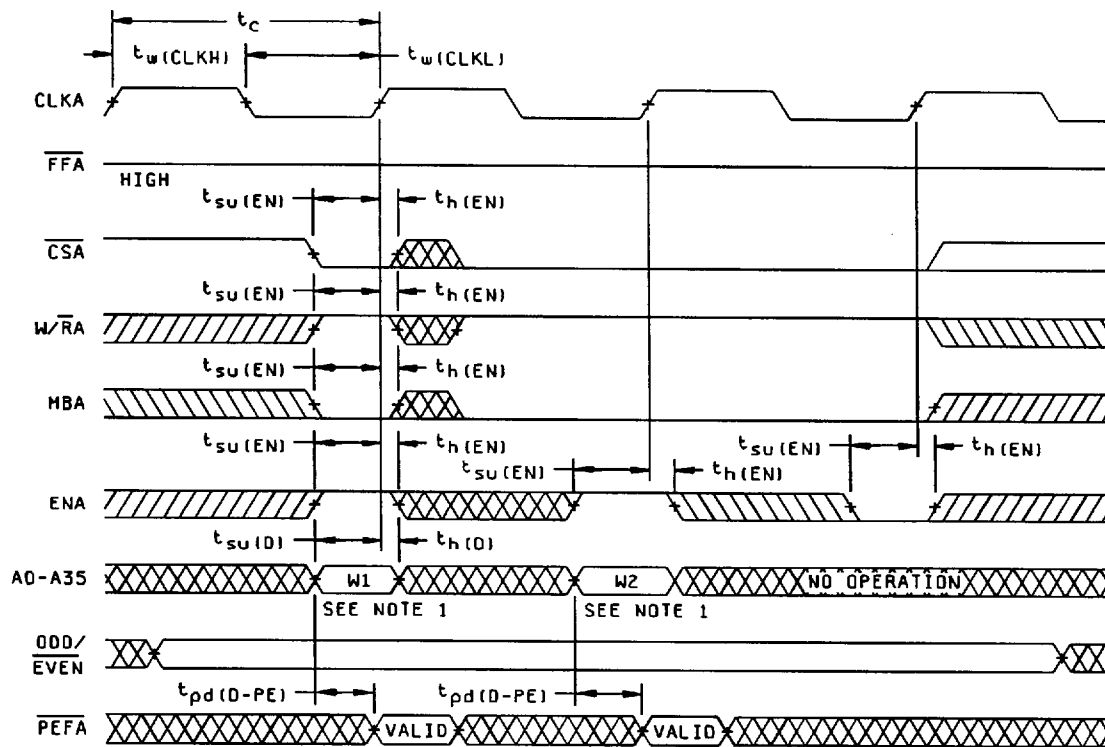 tc
tw(CLKH)
tw(CLKL)
CLKA
FFA
HIGH
tsu(EN)
th(EN)
CSA
tsu(EN)
th(EN)
W/RA
tsu(EN)
th(EN)
MBA
tsu(EN)
th(EN)
tsu(EN)
th(EN)
tsu(EN)
th(EN)
ENA
tsu(D)
th(D)
A0-A35
W1
W2
NO OPERATION
SEE NOTE 1
SEE NOTE 1
ODD/
EVEN
tpd(D-PE)
tpd(D-PE)
PEFA
VALID
VALID